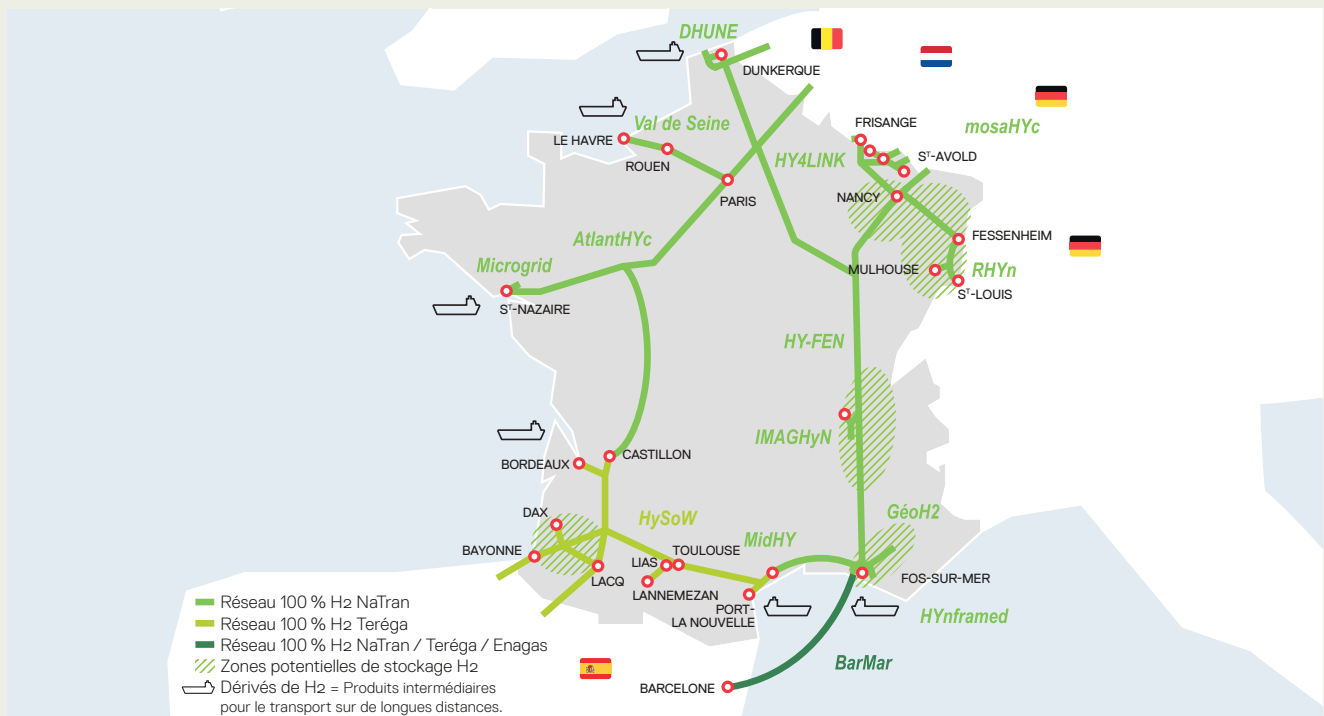 DHUNE
DUNKERQUE
Val de Seine
LE HAVRE
ROUEN
PARIS
FRISANGE
mosaHYc
HY4LINK
Sᵀ-AVOLD
NANCY
FESSENHEIM
MULHOUSE
RHYn
Sᵀ-LOUIS
AtlantHYc
Microgrid
Sᵀ-NAZAIRE
HY-FEN
IMAGHyN
CASTILLON
BORDEAUX
DAX
HySoW
BAYONNE
LACQ
LIAS
TOULOUSE
LANNEMEZAN
MidHY
PORT-
LA NOUVELLE
GéoH2
FOS-SUR-MER
HYnframed
BarMar
BARCELONE
Réseau 100 % H2 NaTran
Réseau 100 % H2 Teréga
Réseau 100 % H2 NaTran / Teréga / Enagas
Zones potentielles de stockage H2
Dérivés de H2 = Produits intermédiaires
pour le transport sur de longues distances.